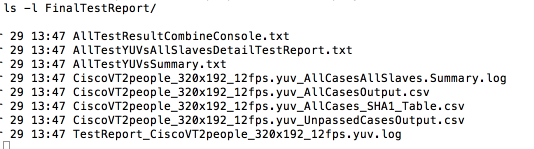 ls -l FinalTestReport/
29 13:47 AllTestResultCombineConsole.txt
29 13:47 AllTestYUVsAllSlavesDetailTestReport.txt
29 13:47 AllTestYUVsSummary.txt
29 13:47 CiscoVT2people_320x192_12fps.yuv_AllCasesAllSlaves.Summary.log
29 13:47 CiscoVT2people_320x192_12fps.yuv_AllCasesOutput.csv
29 13:47 CiscoVT2people_320x192_12fps.yuv_AllCases_SHA1_Table.csv
29 13:47 CiscoVT2people_320x192_12fps.yuv_UnpassedCasesOutput.csv
29 13:47 TestReport_CiscoVT2people_320x192_12fps.yuv.log